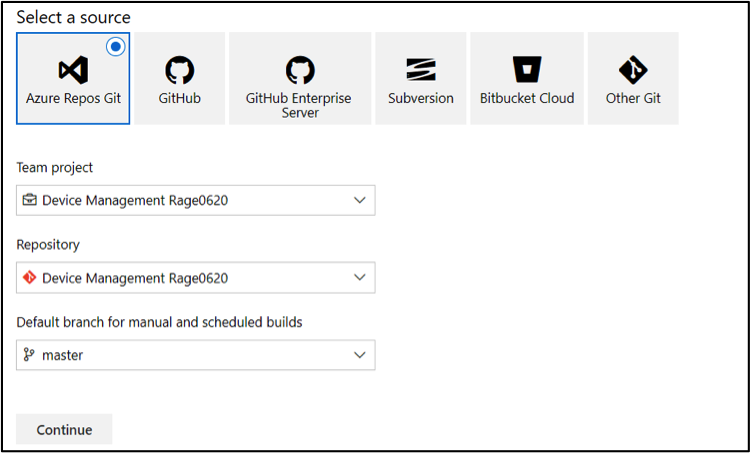 Select a source
Azure Repos Git
GitHub
GitHub Enterprise
Server
Subversion
Bitbucket Cloud
Other Git
Team project
Device Management Rage0620
Repository
Device Management Rage0620
Default branch for manual and scheduled builds
master
Continue